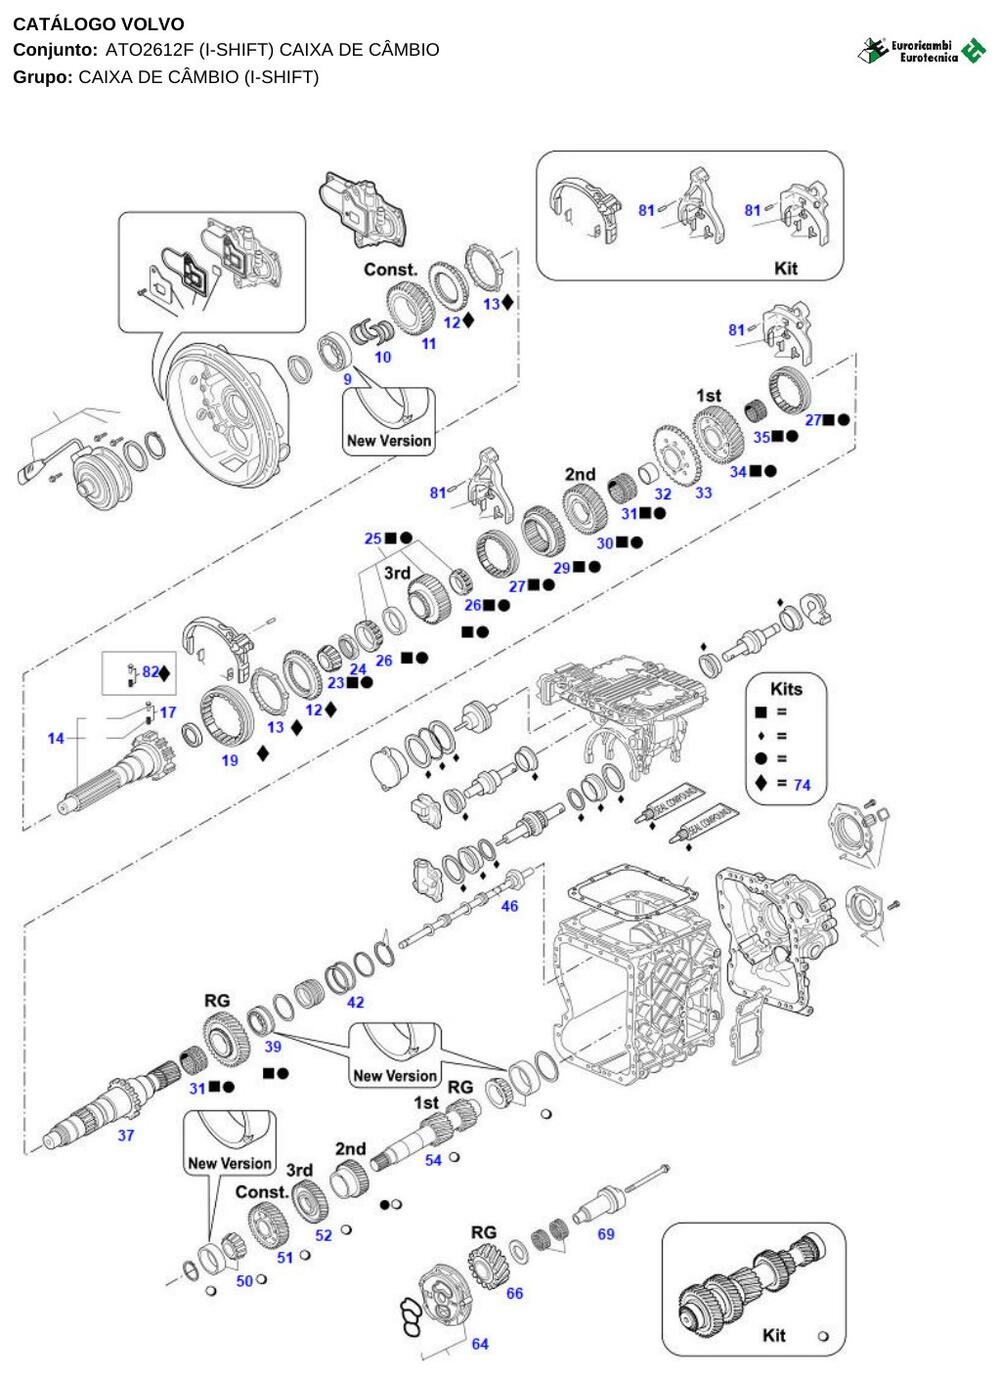 CATÁLOGO VOLVO
Conjunto: ATO2612F (I-SHIFT) CAIXA DE CÂMBIO
Grupo: CAIXA DE CÂMBIO (I-SHIFT)
Euroricambi
Eurotecnica
81
81
Kit
Const.
13
12
11
10
9
New Version
81
1st
27
35
34
33
32
2nd
31
30
29
81
27
25
3rd
26
26
24
23
12
13
19
82
17
14
Kits
=
=
=
= 74
SEAL COMPOUND
SEAL COMPOUND
46
42
RG
39
New Version
31
37
RG
1st
54
New Version
2nd
3rd
Const.
52
51
50
RG
69
66
64
Kit